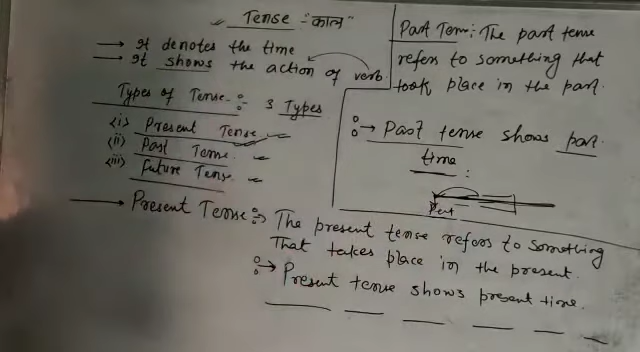 Tense - "काल"
→ It denotes the time
→ It shows the action of verb
Types of Tense - 3 Types
(i) Present Tense
(ii) Past Tense
(iii) Future Tense
→ Present Tense : The present tense refers to something
That takes place in the present.
→ Present tense shows present time.
Past Tem : The past tense
refers to something that
took place in the past.
→ Past tense shows past
time :